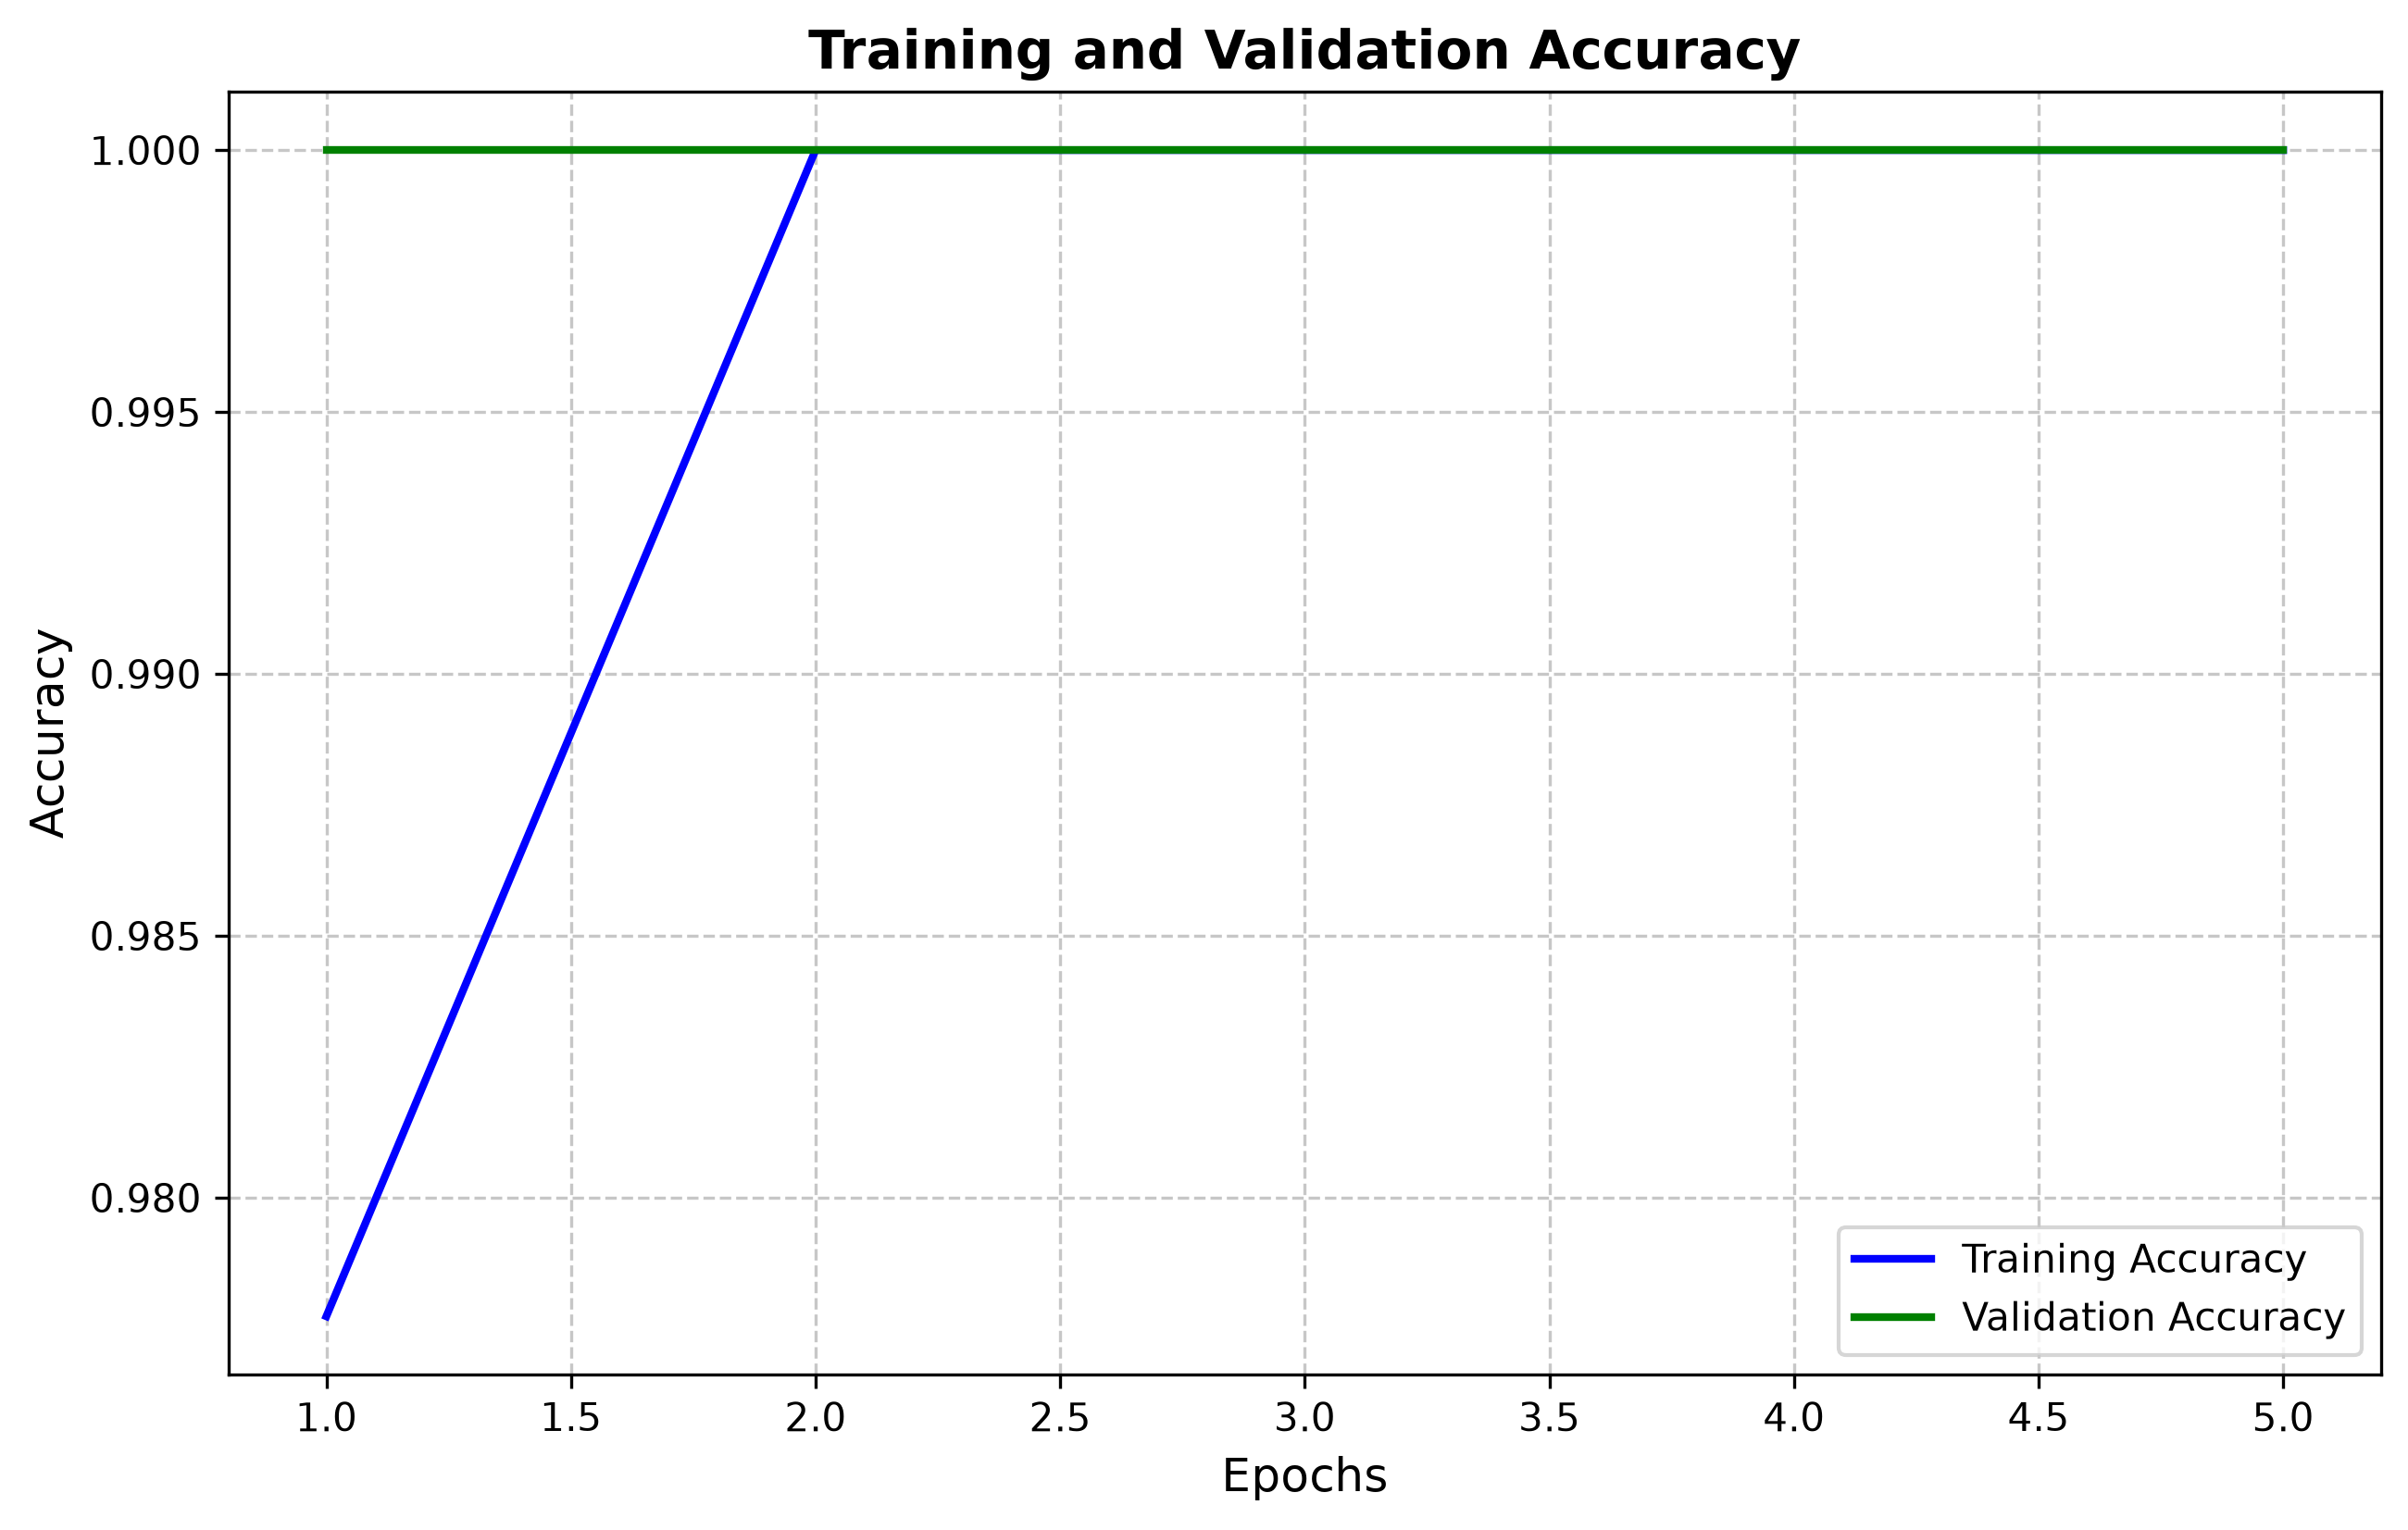 Training and Validation Accuracy
Accuracy
1.000
0.995
0.990
0.985
0.980
Training Accuracy
Validation Accuracy
1.0 1.5 2.0 2.5 3.0 3.5 4.0 4.5 5.0
Epochs